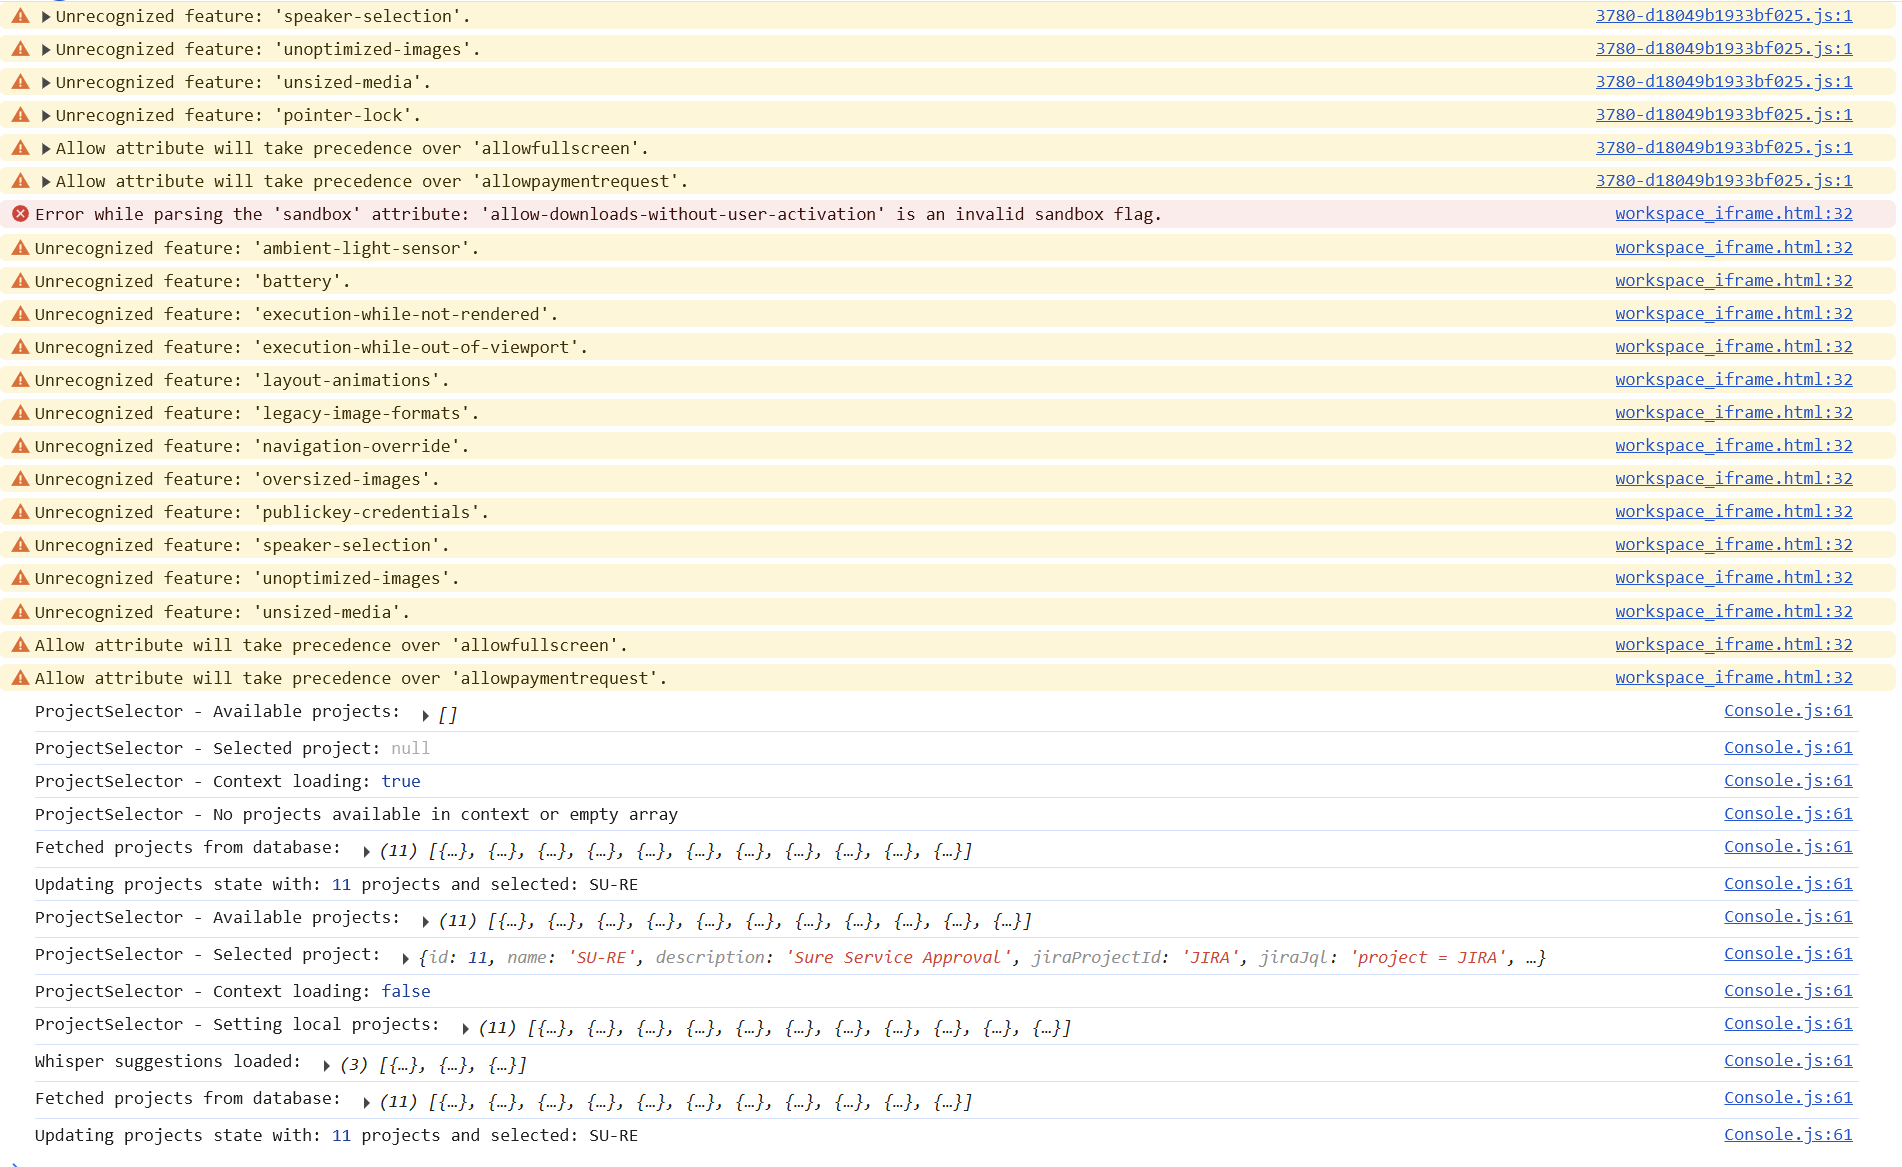 Unrecognized feature: 'speaker-selection'. 3780-d18049b1933bf025.js:1
Unrecognized feature: 'unoptimized-images'. 3780-d18049b1933bf025.js:1
Unrecognized feature: 'unsized-media'. 3780-d18049b1933bf025.js:1
Unrecognized feature: 'pointer-lock'. 3780-d18049b1933bf025.js:1
Allow attribute will take precedence over 'allowfullscreen'. 3780-d18049b1933bf025.js:1
Allow attribute will take precedence over 'allowpaymentrequest'. 3780-d18049b1933bf025.js:1
Error while parsing the 'sandbox' attribute: 'allow-downloads-without-user-activation' is an invalid sandbox flag. workspace_iframe.html:32
Unrecognized feature: 'ambient-light-sensor'. workspace_iframe.html:32
Unrecognized feature: 'battery'. workspace_iframe.html:32
Unrecognized feature: 'execution-while-not-rendered'. workspace_iframe.html:32
Unrecognized feature: 'execution-while-out-of-viewport'. workspace_iframe.html:32
Unrecognized feature: 'layout-animations'. workspace_iframe.html:32
Unrecognized feature: 'legacy-image-formats'. workspace_iframe.html:32
Unrecognized feature: 'navigation-override'. workspace_iframe.html:32
Unrecognized feature: 'oversized-images'. workspace_iframe.html:32
Unrecognized feature: 'publickey-credentials'. workspace_iframe.html:32
Unrecognized feature: 'speaker-selection'. workspace_iframe.html:32
Unrecognized feature: 'unoptimized-images'. workspace_iframe.html:32
Unrecognized feature: 'unsized-media'. workspace_iframe.html:32
Allow attribute will take precedence over 'allowfullscreen'. workspace_iframe.html:32
Allow attribute will take precedence over 'allowpaymentrequest'. workspace_iframe.html:32
ProjectSelector - Available projects: [] Console.js:61
ProjectSelector - Selected project: null Console.js:61
ProjectSelector - Context loading: true Console.js:61
ProjectSelector - No projects available in context or empty array Console.js:61
Fetched projects from database: (11) [{…}, {…}, {…}, {…}, {…}, {…}, {…}, {…}, {…}, {…}, {…}] Console.js:61
Updating projects state with: 11 projects and selected: SU-RE Console.js:61
ProjectSelector - Available projects: (11) [{…}, {…}, {…}, {…}, {…}, {…}, {…}, {…}, {…}, {…}, {…}] Console.js:61
ProjectSelector - Selected project: {id: 11, name: 'SU-RE', description: 'Sure Service Approval', jiraProjectId: 'JIRA', jiraJql: 'project = JIRA', …} Console.js:61
ProjectSelector - Context loading: false Console.js:61
ProjectSelector - Setting local projects: (11) [{…}, {…}, {…}, {…}, {…}, {…}, {…}, {…}, {…}, {…}, {…}] Console.js:61
Whisper suggestions loaded: (3) [{…}, {…}, {…}] Console.js:61
Fetched projects from database: (11) [{…}, {…}, {…}, {…}, {…}, {…}, {…}, {…}, {…}, {…}, {…}] Console.js:61
Updating projects state with: 11 projects and selected: SU-RE Console.js:61